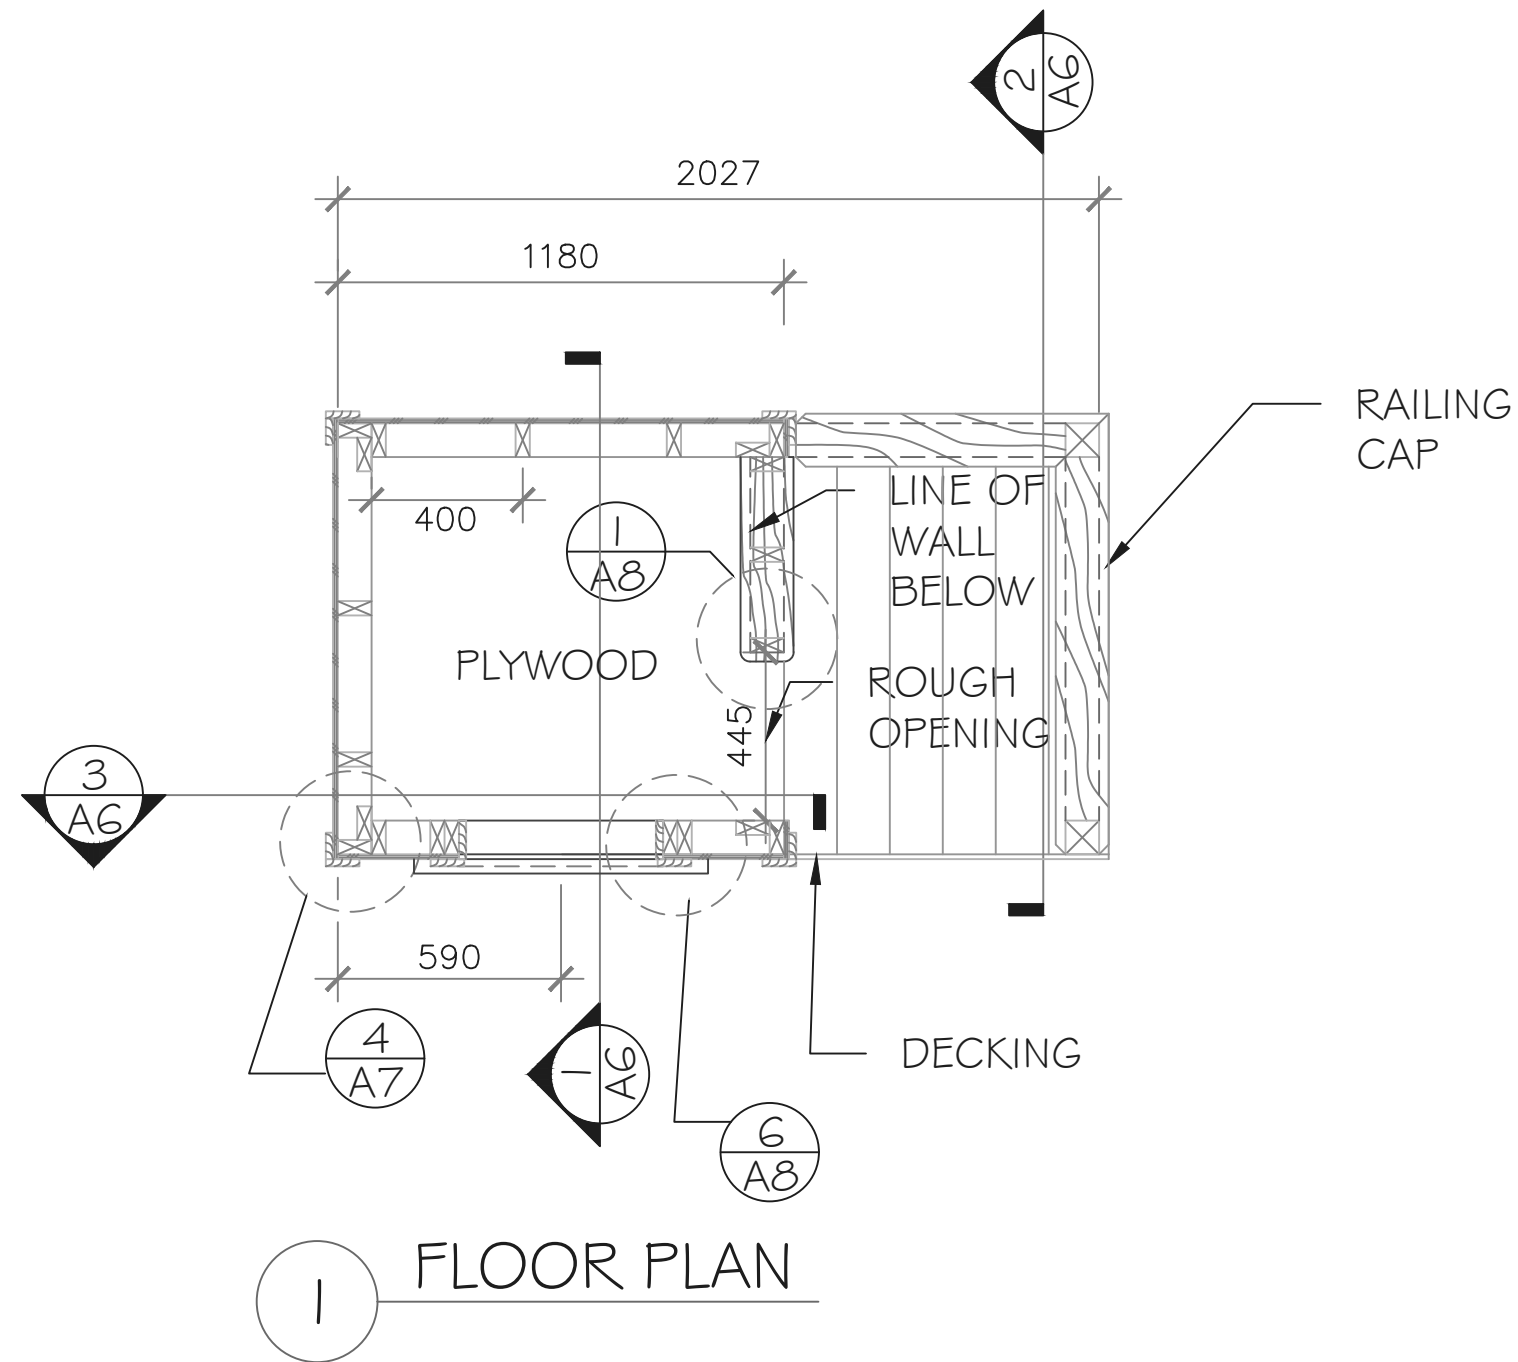 2
A6
2027
1180
RAILING
CAP
LINE OF
WALL
BELOW
400
1
A8
PLYWOOD
ROUGH
OPENING
445
3
A6
590
4
A7
1
A6
DECKING
6
A8
1
FLOOR PLAN